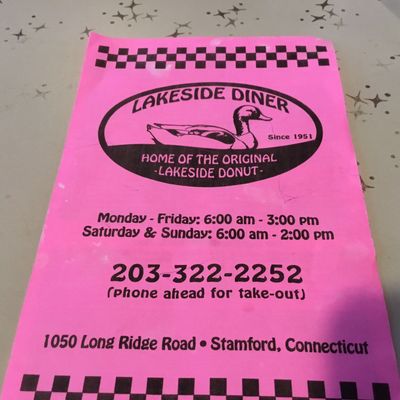 LAKESIDE DINER
Since 1951
HOME OF THE ORIGINAL
-LAKESIDE DONUT-
Monday - Friday: 6:00 am - 3:00 pm
Saturday & Sunday: 6:00 am - 2:00 pm
203-322-2252
(phone ahead for take-out)
1050 Long Ridge Road • Stamford, Connecticut